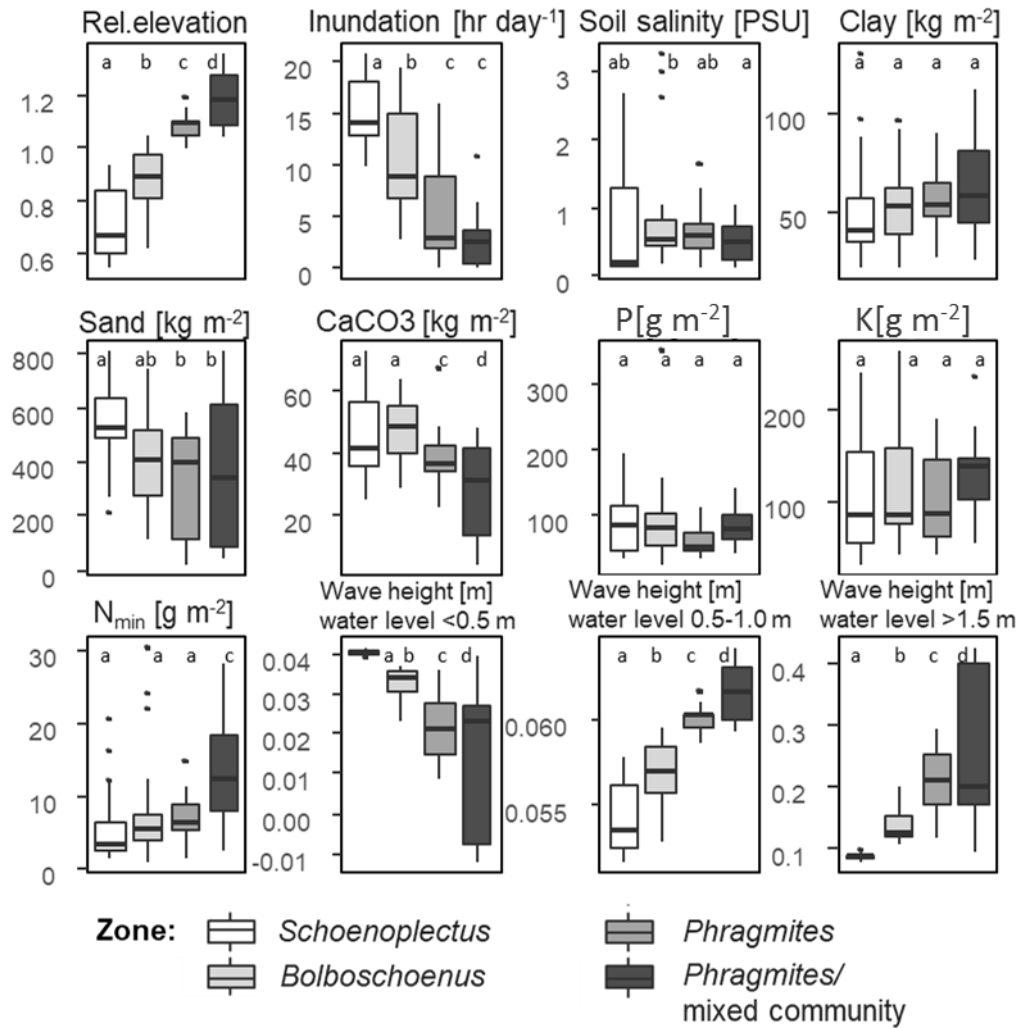 Rel.elevation
Inundation [hr day-1]
Soil salinity [PSU]
Clay [kg m-2]
a b c d
a b c c
ab b ab a
a a a a
1.2
1.0
0.8
0.6
20
15
10
5
0
3
2
1
0
100
50
Sand [kg m-2]
CaCO3 [kg m-2]
P[g m-2]
K[g m-2]
a ab b b
a a c d
a a a a
a a a a
800
600
400
200
0
60
40
20
300
200
100
200
100
Nmin [g m-2]
Wave height [m]
water level <0.5 m
Wave height [m]
water level 0.5-1.0 m
Wave height [m]
water level >1.5 m
a a a c
a b c d
a b c d
a b c d
30
20
10
0
0.04
0.03
0.02
0.01
0.00
-0.01
0.060
0.055
0.4
0.3
0.2
0.1
Zone:
Schoenoplectus
Bolboschoenus
Phragmites
Phragmites/
mixed community